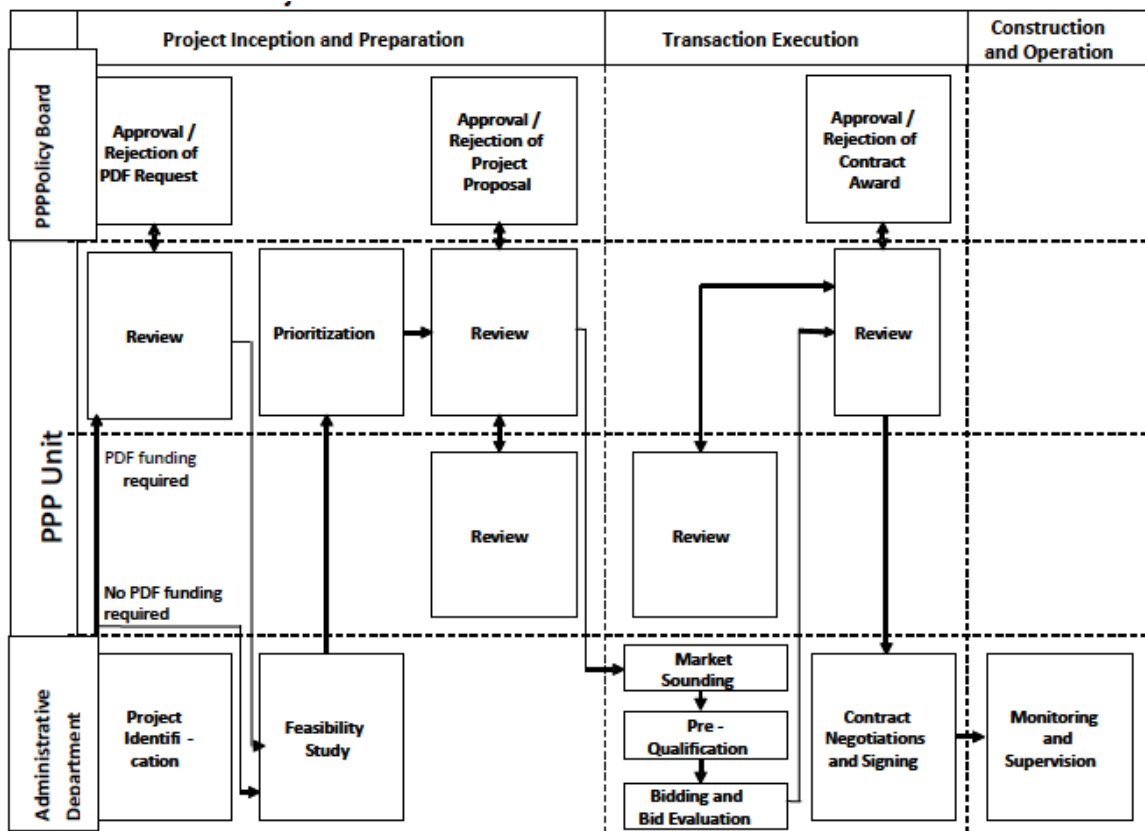 Project Inception and Preparation
Transaction Execution
Construction
and Operation
PPPPolicy Board
Approval /
Rejection of
PDF Request
Approval /
Rejection of
Project
Proposal
Approval /
Rejection of
Contract
Award
PPP Unit
Review
Prioritization
Review
Review
PDF funding
required
Review
Review
No PDF funding
required
Administrative
Department
Project
Identifi -
cation
Feasibility
Study
Market
Sounding
Pre -
Qualification
Bidding and
Bid Evaluation
Contract
Negotiations
and Signing
Monitoring
and
Supervision